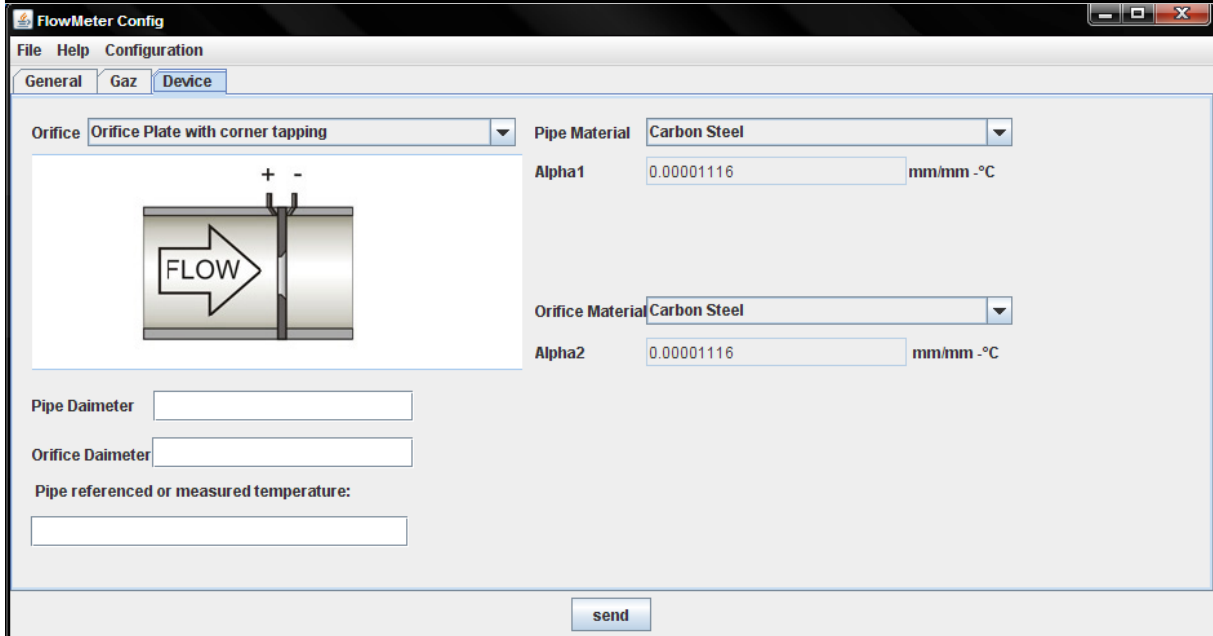 FlowMeter Config
File Help Configuration
General Gaz Device
Orifice Orifice Plate with corner tapping
Pipe Material Carbon Steel
+ -
Alpha1 0.00001116 mm/mm -°C
FLOW
Orifice Material Carbon Steel
Alpha2 0.00001116 mm/mm -°C
Pipe Daimeter
Orifice Daimeter
Pipe referenced or measured temperature:
send